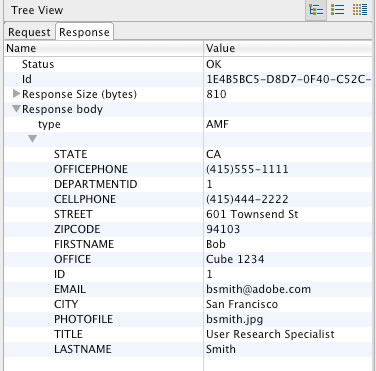 Tree View
Request Response
Name Value
Status OK
Id 1E4B5BC5-D8D7-0F40-C52C-
Response Size (bytes) 810
Response body
type AMF
STATE CA
OFFICEPHONE (415)555-1111
DEPARTMENTID 1
CELLPHONE (415)444-2222
STREET 601 Townsend St
ZIPCODE 94103
FIRSTNAME Bob
OFFICE Cube 1234
ID 1
EMAIL bsmith@adobe.com
CITY San Francisco
PHOTOFILE bsmith.jpg
TITLE User Research Specialist
LASTNAME Smith